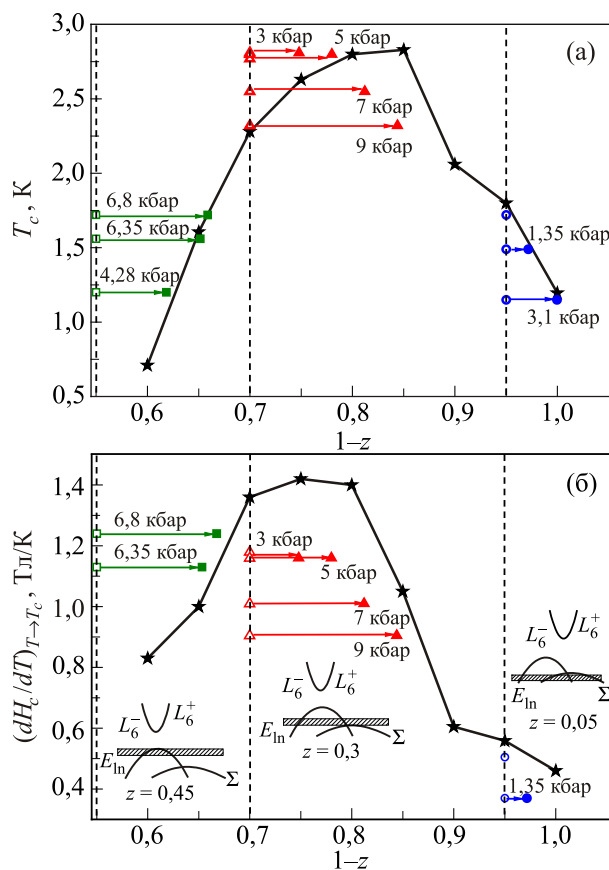 (а)
T_c, К
3,0
2,5
2,0
1,5
1,0
0,5
3 кбар 5 кбар
7 кбар
9 кбар
6,8 кбар
6,35 кбар
4,28 кбар
1,35 кбар
3,1 кбар
0,6 0,7 0,8 0,9 1,0
1–z
(б)
(dH_c/dT)_{T→T_c}, Тл/К
1,4
1,2
1,0
0,8
0,6
0,4
6,8 кбар
6,35 кбар
3 кбар
5 кбар
7 кбар
9 кбар
L_6^- L_6^+
E_ln
z = 0,05
L_6^- L_6^+
E_ln Σ
z = 0,3
L_6^- L_6^+
E_ln Σ
z = 0,45
Σ
1,35 кбар
0,6 0,7 0,8 0,9 1,0
1–z